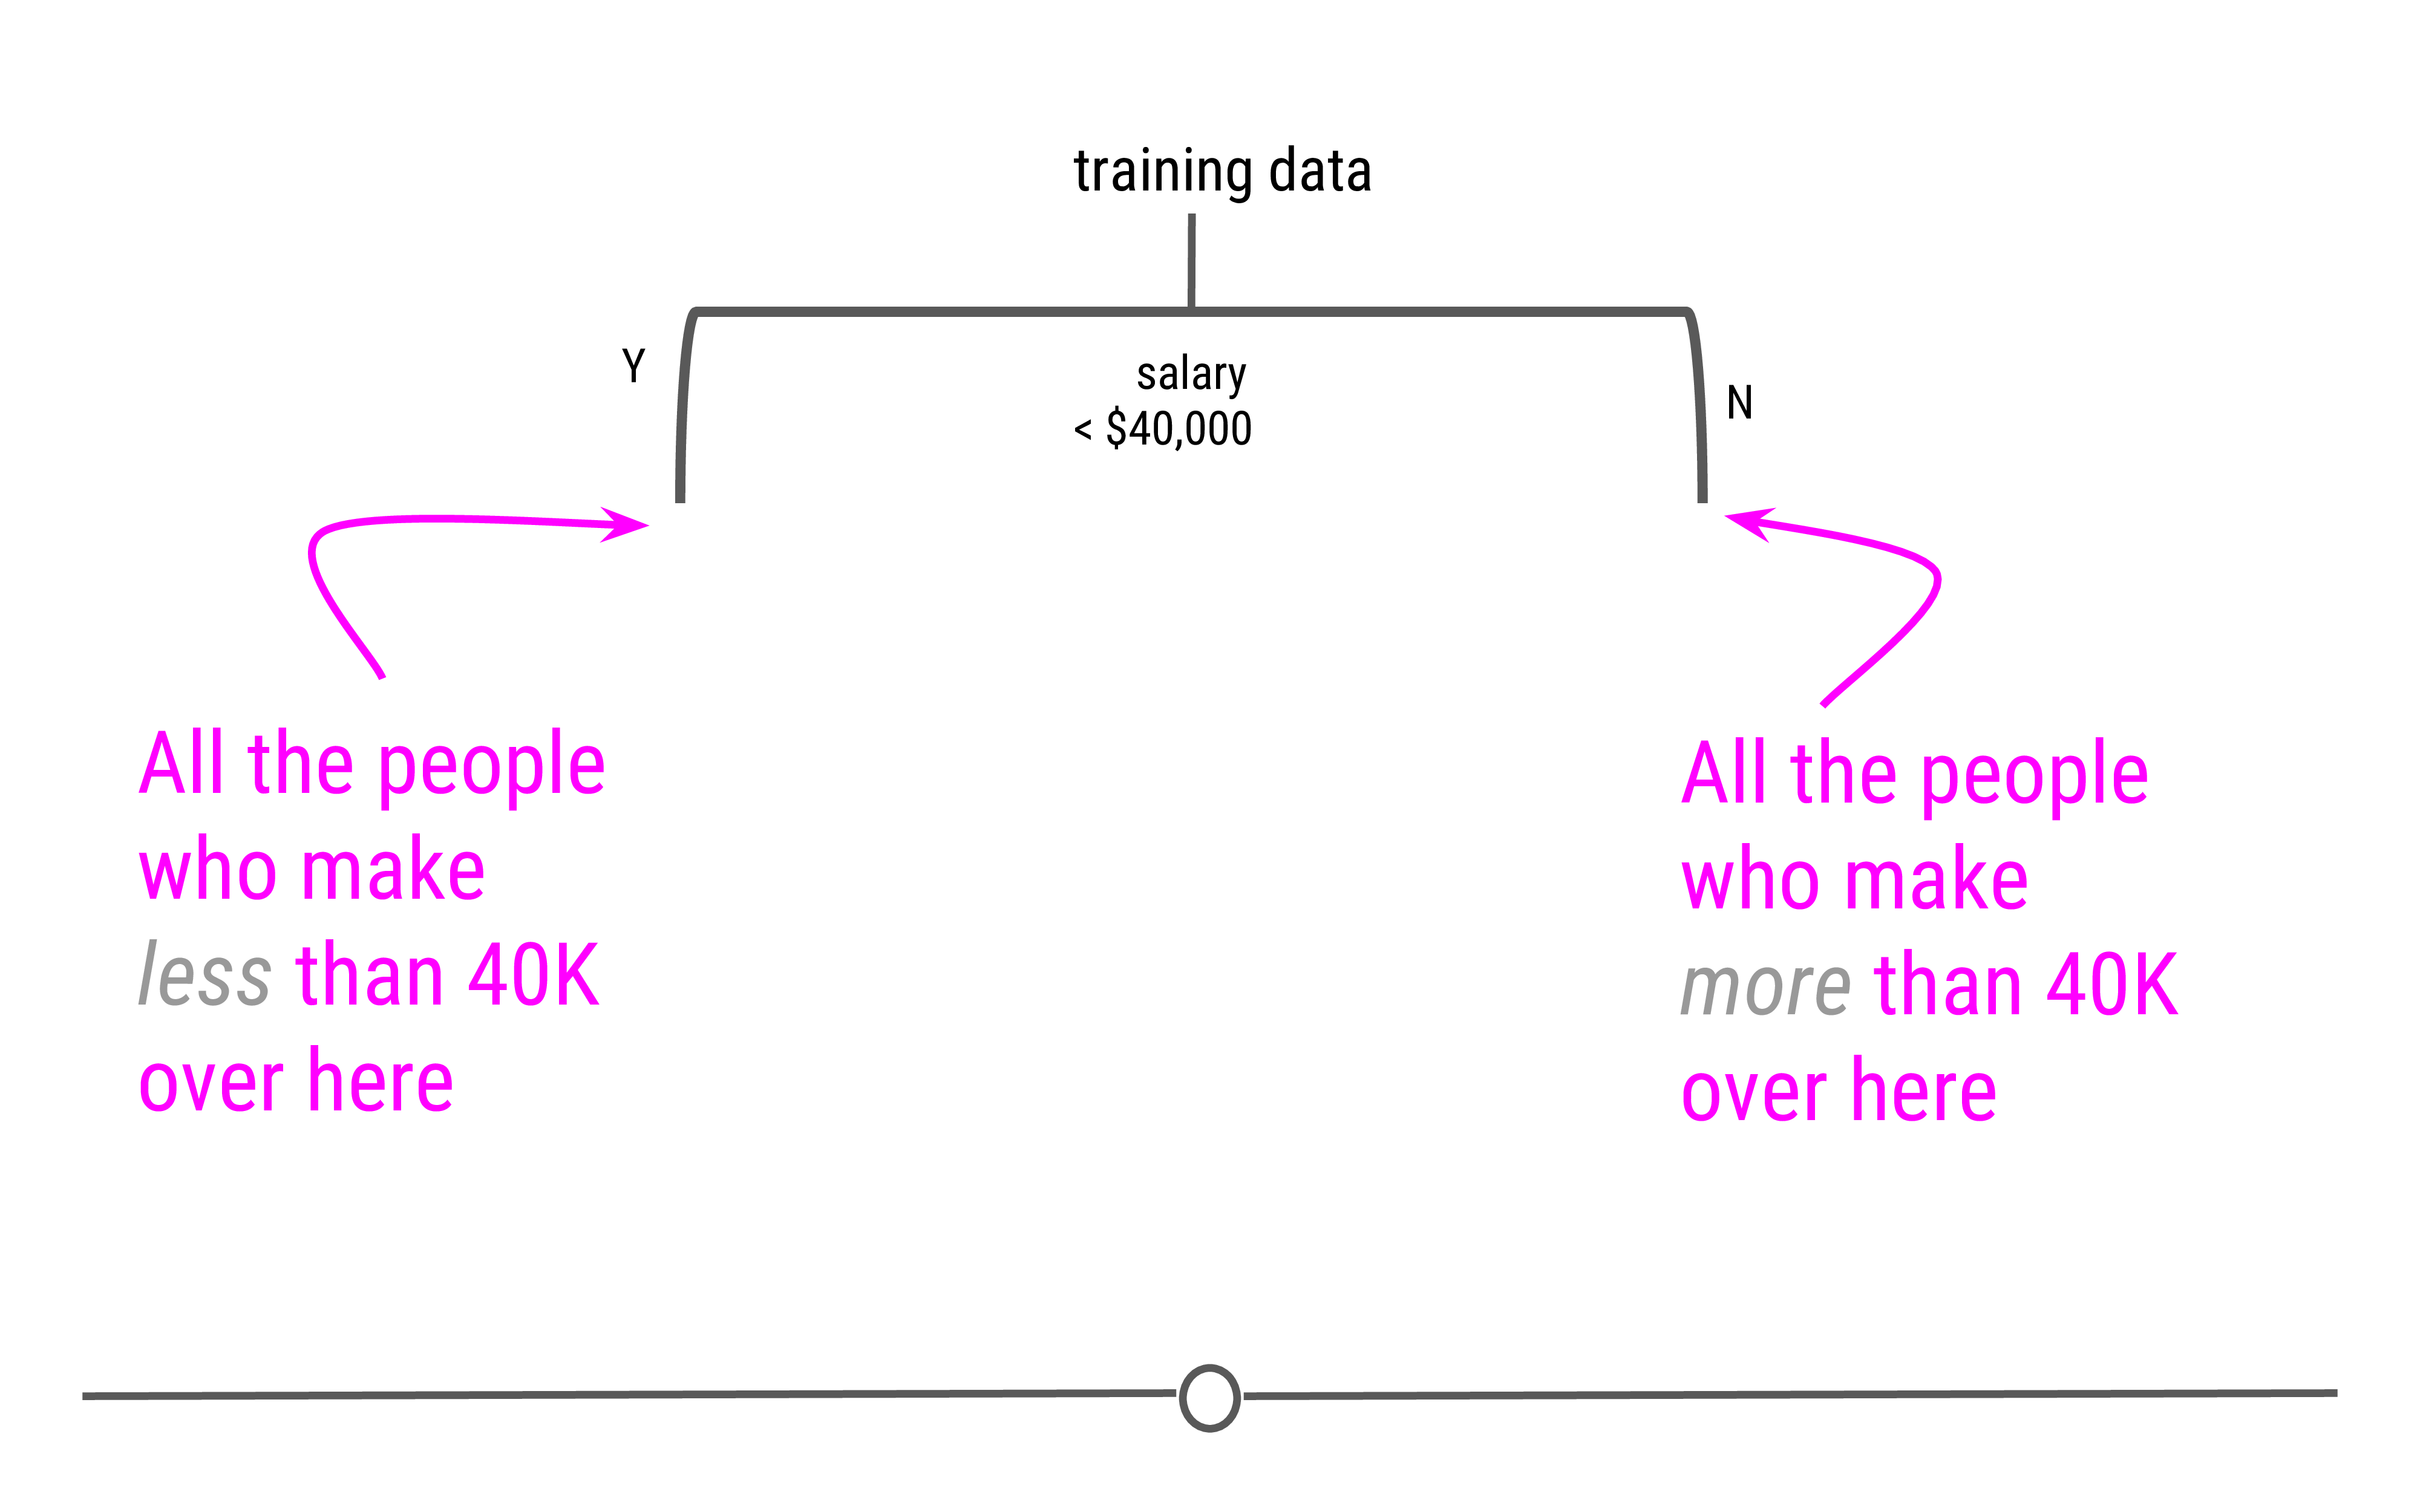 training data
Y
salary
< $40,000
N
All the people
who make
less than 40K
over here
All the people
who make
more than 40K
over here